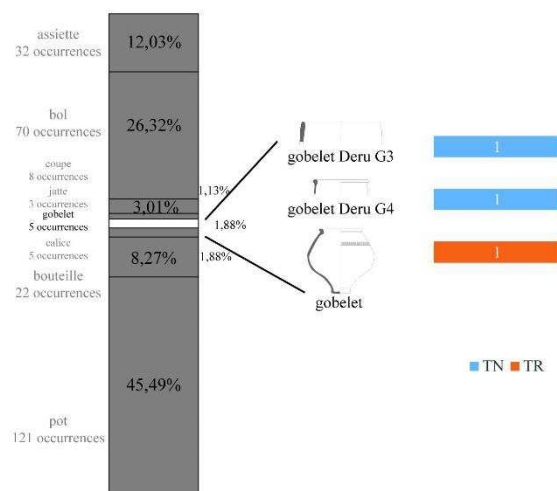 assiette
32 occurrences
12,03%
bol
70 occurrences
26,32%
coupe
8 occurrences
3,01%
jatte
3 occurrences
1,13%
gobelet
5 occurrences
1,88%
calice
5 occurrences
1,88%
bouteille
22 occurrences
8,27%
pot
121 occurrences
45,49%
gobelet Deru G3
1
gobelet Deru G4
1
gobelet
1
TN TR